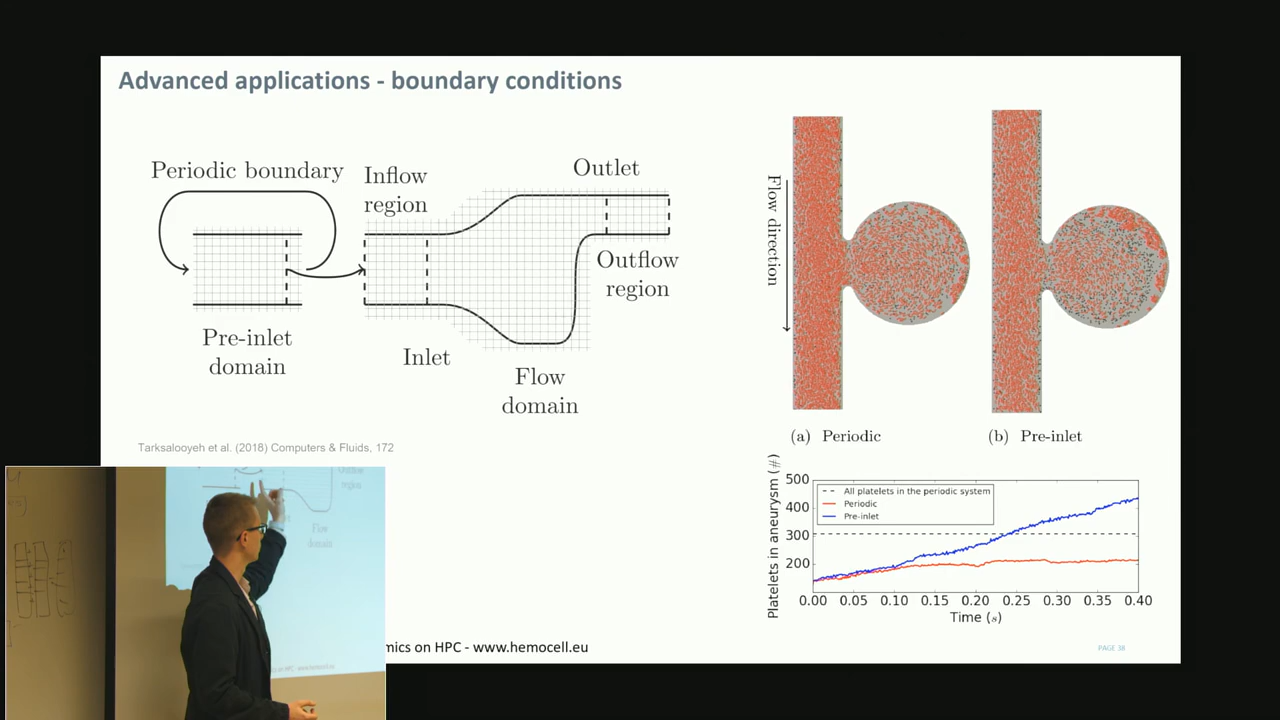 Advanced applications - boundary conditions
Periodic boundary
Inflow
region
Outlet
Outflow
region
Pre-inlet
domain
Inlet
Flow
domain
Tarksalooyeh et al. (2018) Computers & Fluids, 172
Flow direction
(a) Periodic
(b) Pre-inlet
Platelets in aneurysm (#)
500
400
300
200
All platelets in the periodic system
Periodic
Pre-inlet
0.00 0.05 0.10 0.15 0.20 0.25 0.30 0.35 0.40
Time (s)
on HPC - www.hemocell.eu
PAGE 38
Flow
domain